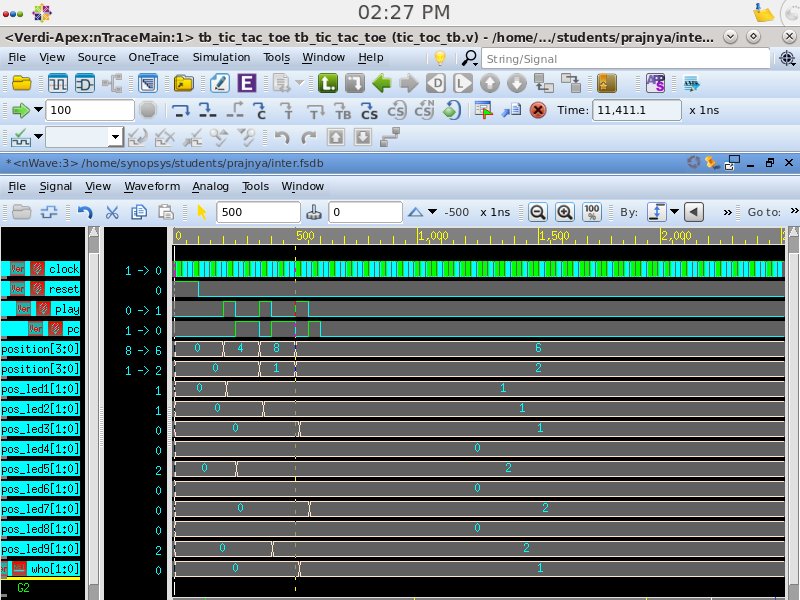 02:27 PM
<Verdi-Apex:nTraceMain:1> tb_tic_tac_toe tb_tic_tac_toe (tic_toc_tb.v) - /home/.../students/prajnya/inte...
File View Source OneTrace Simulation Tools Window Help String/Signal
100 Time: 11,411.1 x 1ns
*<nWave:3> /home/synopsys/students/prajnya/inter.fsdb
File Signal View Waveform Analog Tools Window
500 0 -500 x 1ns 100% By: » Go to: »
0 500 1,000 1,500 2,000
clock 1 -> 0
reset 0
play 0 -> 1
pc 1 -> 0
position[3:0] 8 -> 6 0 4 8 6
position[3:0] 1 -> 2 0 1 2
pos_led1[1:0] 1 0 1
pos_led2[1:0] 1 0 1
pos_led3[1:0] 0 0 1
pos_led4[1:0] 0 0
pos_led5[1:0] 2 0 2
pos_led6[1:0] 0 0
pos_led7[1:0] 0 0 2
pos_led8[1:0] 0 0
pos_led9[1:0] 2 0 2
who[1:0] 0 0 1
G2